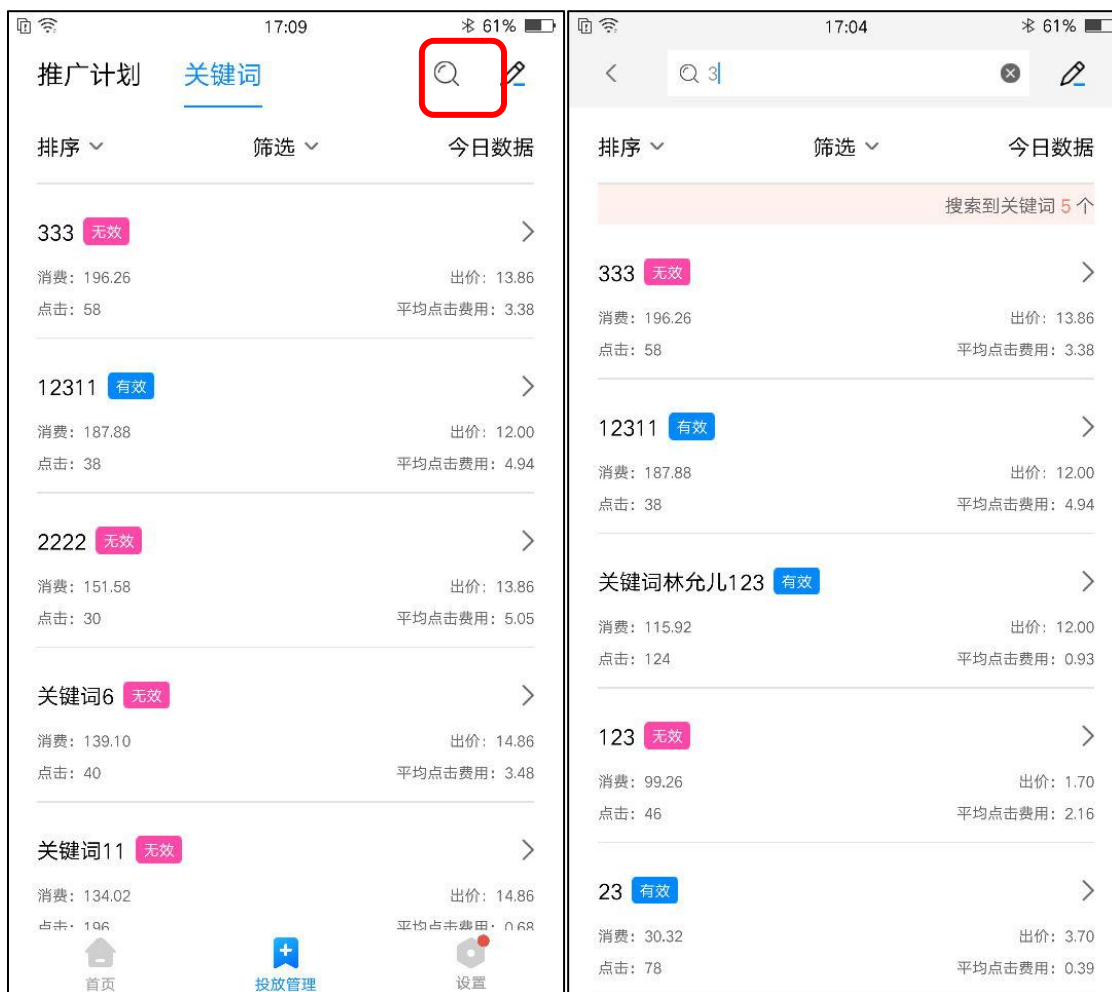 17:09
61%
推广计划 关键词
排序 筛选 今日数据
333 无效
消费: 196.26 出价: 13.86
点击: 58 平均点击费用: 3.38
12311 有效
消费: 187.88 出价: 12.00
点击: 38 平均点击费用: 4.94
2222 无效
消费: 151.58 出价: 13.86
点击: 30 平均点击费用: 5.05
关键词6 无效
消费: 139.10 出价: 14.86
点击: 40 平均点击费用: 3.48
关键词11 无效
消费: 134.02 出价: 14.86
点击: 196 平均点击费用: 0.68
首页 投放管理 设置
17:04
61%
3
排序 筛选 今日数据
搜索到关键词 5 个
333 无效
消费: 196.26 出价: 13.86
点击: 58 平均点击费用: 3.38
12311 有效
消费: 187.88 出价: 12.00
点击: 38 平均点击费用: 4.94
关键词林允儿123 有效
消费: 115.92 出价: 12.00
点击: 124 平均点击费用: 0.93
123 无效
消费: 99.26 出价: 1.70
点击: 46 平均点击费用: 2.16
23 有效
消费: 30.32 出价: 3.70
点击: 78 平均点击费用: 0.39